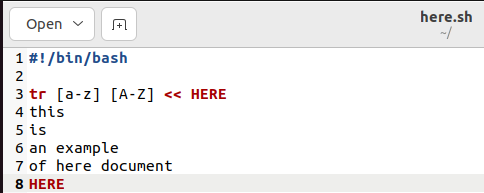 Open
here.sh
~/
1 #!/bin/bash
2
3 tr [a-z] [A-Z] << HERE
4 this
5 is
6 an example
7 of here document
8 HERE